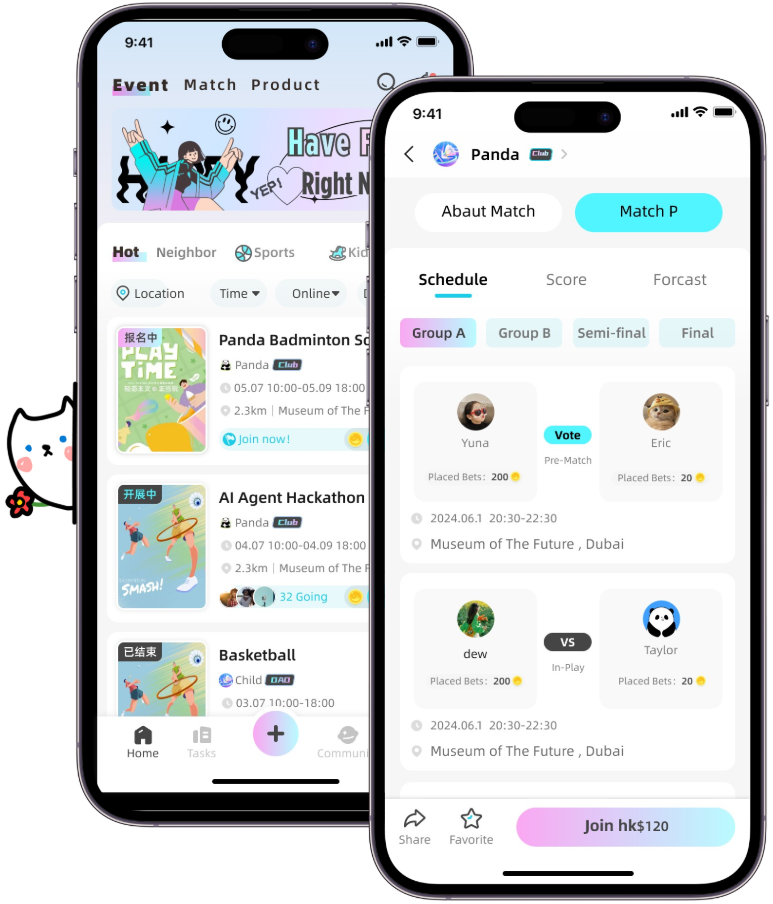 9:41
Event Match Product
Have F
Right N
YEP!
Hot Neighbor Sports Kid
Location Time Online
报名中
PLAY TIME
Panda Badminton Sc
Panda Club
05.07 10:00-05.09 18:00
2.3km | Museum of The F
Join now!
开展中
SMASH!
AI Agent Hackathon
Panda Club
04.07 10:00-04.09 18:00
2.3km | Museum of The F
32 Going
已结束
Basketball
Child DAO
03.07 10:00-18:00
Home Tasks + Communi
9:41
Panda Club
Abaut Match Match P
Schedule Score Forcast
Group A Group B Semi-final Final
Yuna Vote Eric
Pre-Match
Placed Bets: 200 Placed Bets: 20
2024.06.1 20:30-22:30
Museum of The Future , Dubai
dew VS Taylor
In-Play
Placed Bets: 200 Placed Bets: 20
2024.06.1 20:30-22:30
Museum of The Future , Dubai
Share Favorite Join hk$120